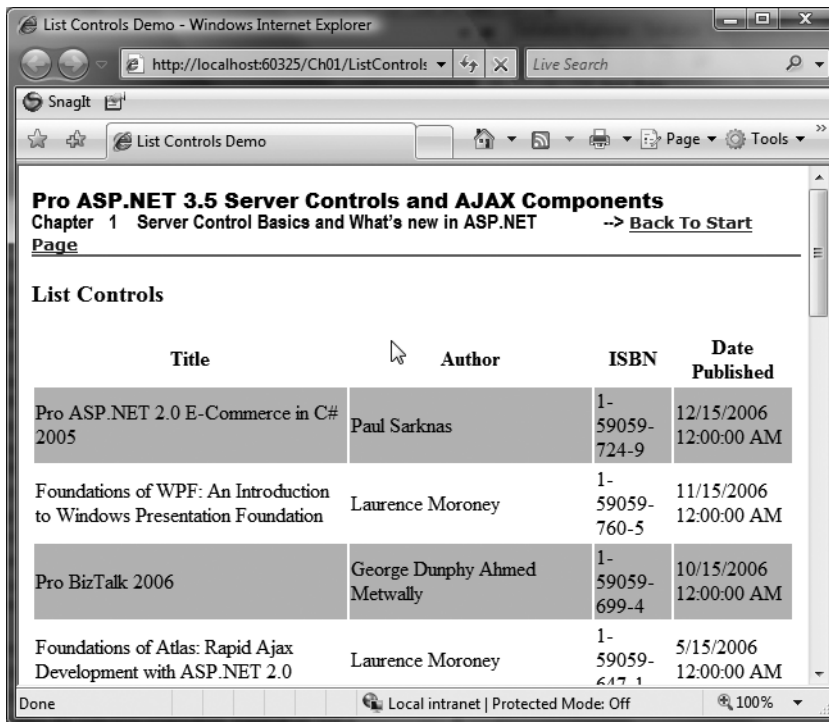 List Controls Demo - Windows Internet Explorer
http://localhost:60325/Ch01/ListControls
Live Search
SnagIt
List Controls Demo
Page
Tools
»
Pro ASP.NET 3.5 Server Controls and AJAX Components
Chapter 1 Server Control Basics and What's new in ASP.NET --> Back To Start
Page
List Controls
Title Author ISBN Date
Published
Pro ASP.NET 2.0 E-Commerce in C#
2005
Paul Sarknas
1-
59059-
724-9
12/15/2006
12:00:00 AM
Foundations of WPF: An Introduction
to Windows Presentation Foundation
Laurence Moroney
1-
59059-
760-5
11/15/2006
12:00:00 AM
Pro BizTalk 2006
George Dunphy Ahmed
Metwally
1-
59059-
699-4
10/15/2006
12:00:00 AM
Foundations of Atlas: Rapid Ajax
Development with ASP.NET 2.0
Laurence Moroney
1-
59059-
647-1
5/15/2006
12:00:00 AM
Done
Local intranet | Protected Mode: Off
100%